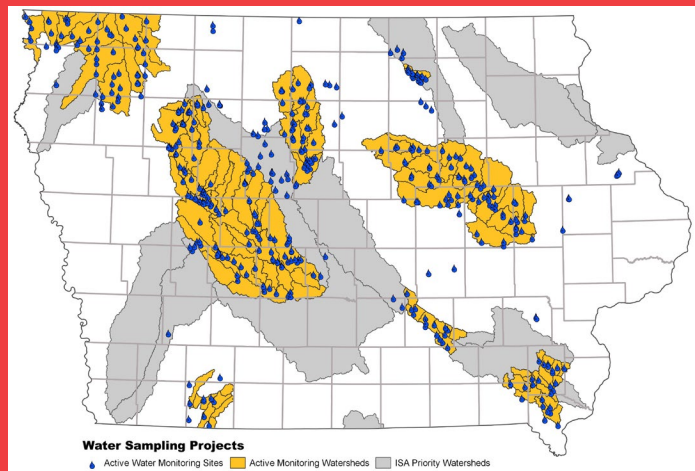 Water Sampling Projects
Active Water Monitoring Sites Active Monitoring Watersheds ISA Priority Watersheds